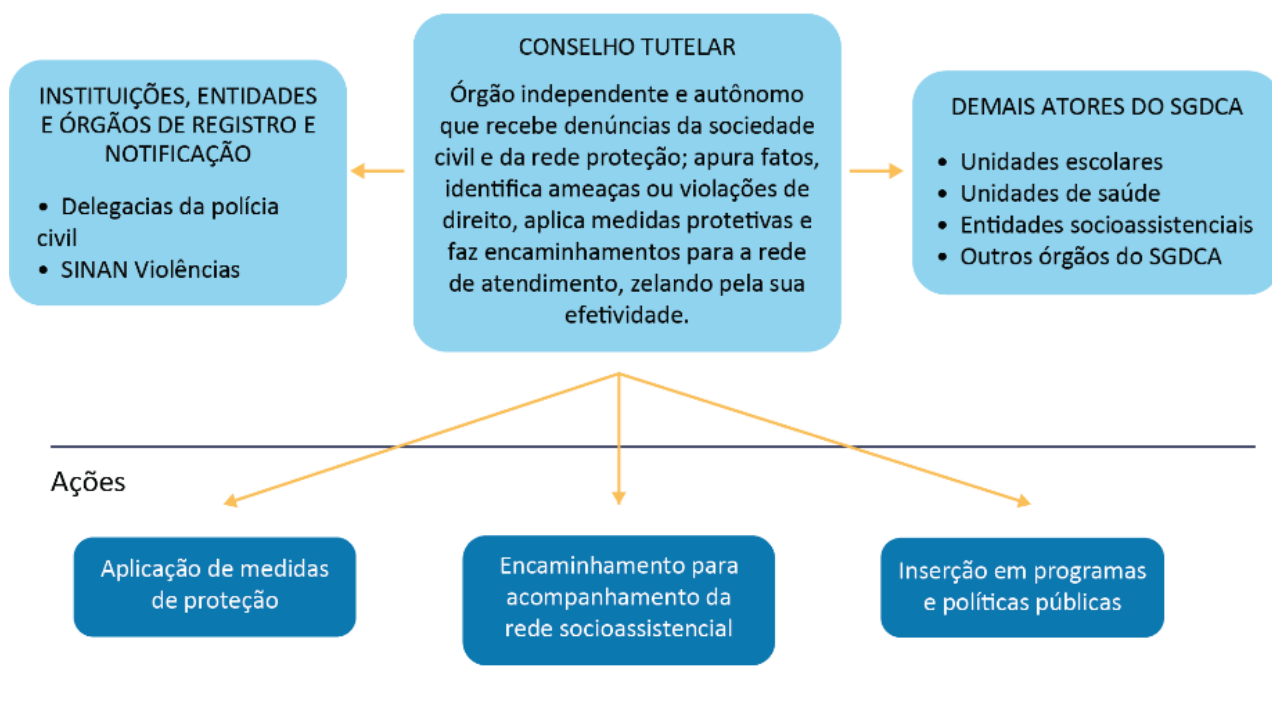 INSTITUIÇÕES, ENTIDADES
E ÓRGÃOS DE REGISTRO E
NOTIFICAÇÃO
• Delegacias da polícia
civil
• SINAN Violências
CONSELHO TUTELAR
Órgão independente e autônomo
que recebe denúncias da sociedade
civil e da rede proteção; apura fatos,
identifica ameaças ou violações de
direito, aplica medidas protetivas e
faz encaminhamentos para a rede
de atendimento, zelando pela sua
efetividade.
DEMAIS ATORES DO SGDCA
• Unidades escolares
• Unidades de saúde
• Entidades socioassistenciais
• Outros órgãos do SGDCA
Ações
Aplicação de medidas
de proteção
Encaminhamento para
acompanhamento da
rede socioassistencial
Inserção em programas
e políticas públicas